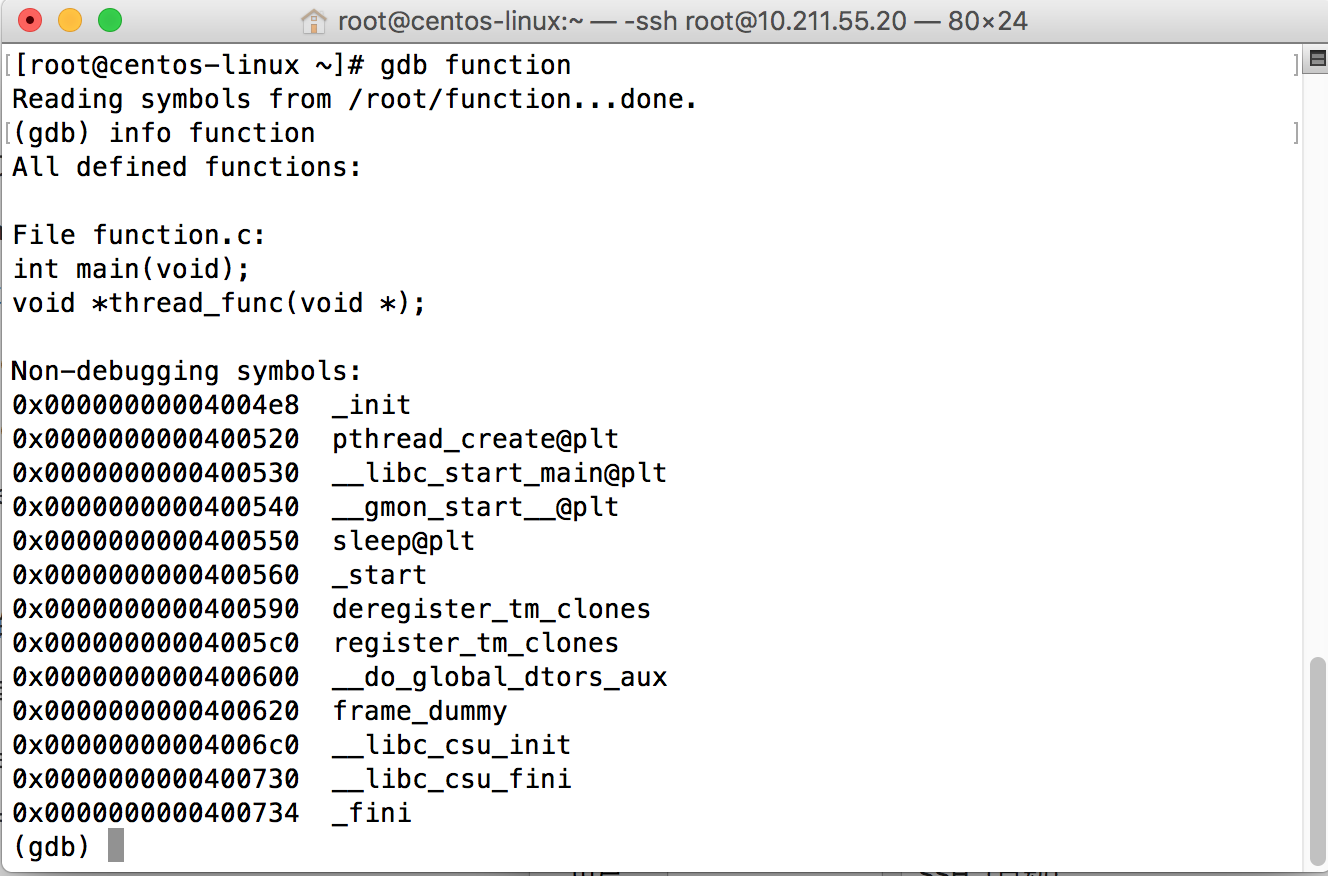 root@centos-linux:~ — -ssh root@10.211.55.20 — 80×24
[[root@centos-linux ~]# gdb function ]
Reading symbols from /root/function...done.
[(gdb) info function ]
All defined functions:
File function.c:
int main(void);
void *thread_func(void *);
Non-debugging symbols:
0x00000000004004e8  _init
0x0000000000400520  pthread_create@plt
0x0000000000400530  __libc_start_main@plt
0x0000000000400540  __gmon_start__@plt
0x0000000000400550  sleep@plt
0x0000000000400560  _start
0x0000000000400590  deregister_tm_clones
0x00000000004005c0  register_tm_clones
0x0000000000400600  __do_global_dtors_aux
0x0000000000400620  frame_dummy
0x00000000004006c0  __libc_csu_init
0x0000000000400730  __libc_csu_fini
0x0000000000400734  _fini
(gdb)